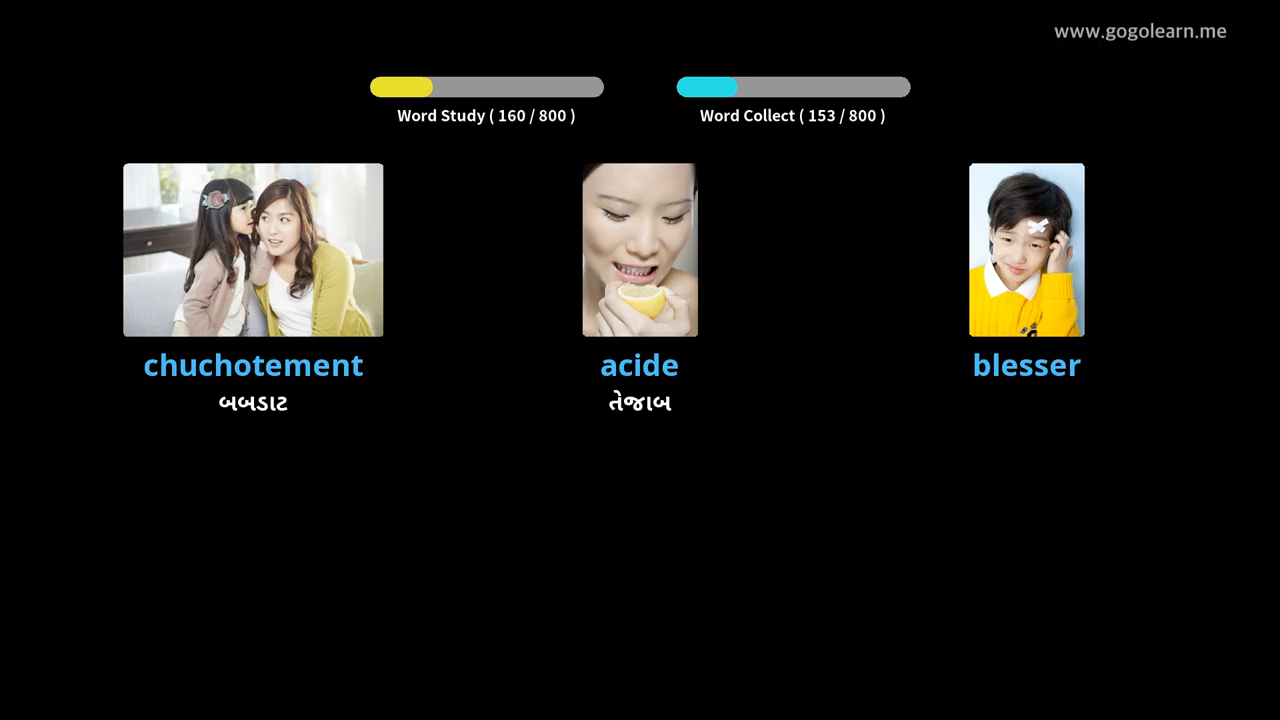 www.gogolearn.me
Word Study ( 160 / 800 )
Word Collect ( 153 / 800 )
chuchotement
acide
blesser
બબડાટ
તેજાબ